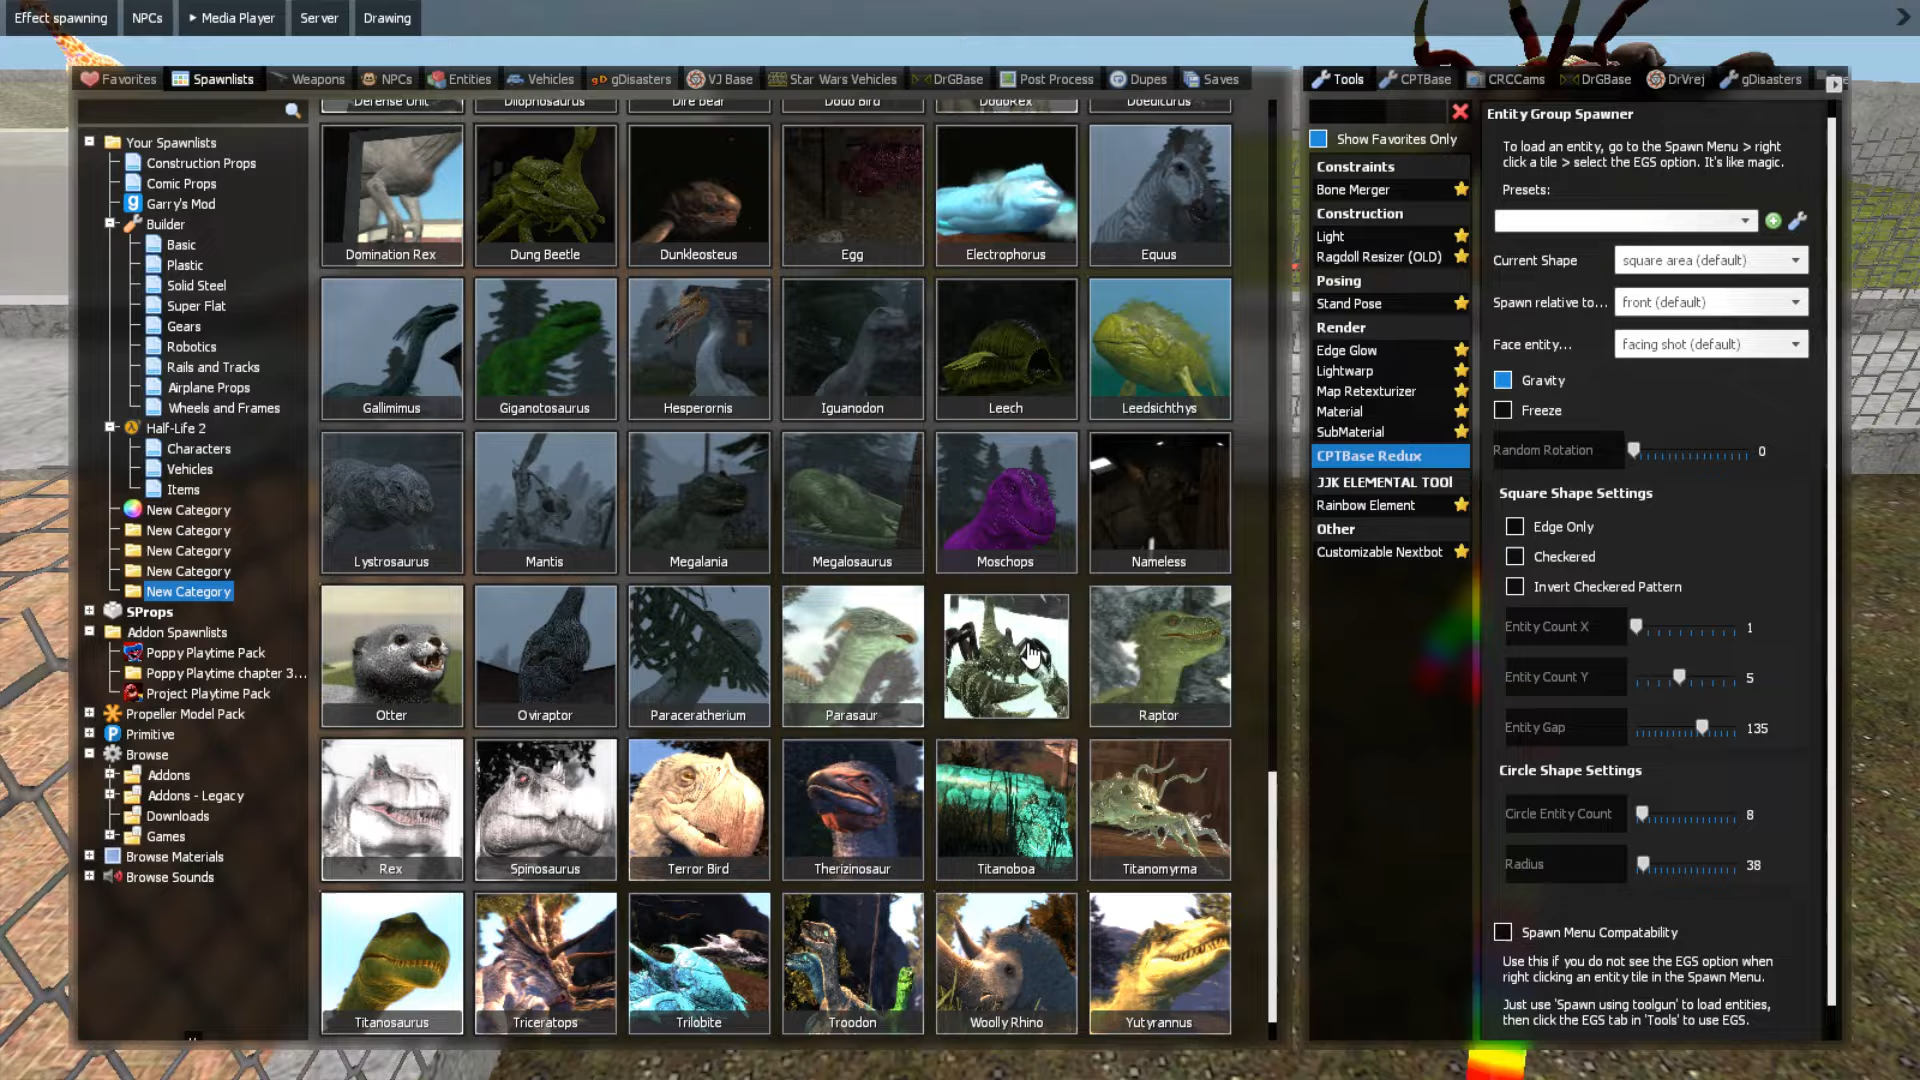 Effect spawning
NPCs
Media Player
Server
Drawing
Favorites
Spawnlists
Weapons
NPCs
Entities
Vehicles
gDisasters
VJ Base
Star Wars Vehicles
DrGBase
Post Process
Dupes
Saves
Tools
CPTBase
CRCCams
DrGBase
DrVrej
gDisasters
Your Spawnlists
Construction Props
Comic Props
Garry's Mod
Builder
Basic
Plastic
Solid Steel
Super Flat
Gears
Robotics
Rails and Tracks
Airplane Props
Wheels and Frames
Half-Life 2
Characters
Vehicles
Items
New Category
New Category
New Category
New Category
New Category
SProps
Addon Spawnlists
Poppy Playtime Pack
Poppy Playtime chapter 3...
Project Playtime Pack
Propeller Model Pack
Primitive
Browse
Addons
Addons - Legacy
Downloads
Games
Browse Materials
Browse Sounds
Defense Unit
Dilophosaurus
Dire Bear
Dodo Bird
DodoRex
Doedicurus
Domination Rex
Dung Beetle
Dunkleosteus
Egg
Electrophorus
Equus
Gallimimus
Giganotosaurus
Hesperornis
Iguanodon
Leech
Leedsichthys
Lystrosaurus
Mantis
Megalania
Megalosaurus
Moschops
Nameless
Otter
Oviraptor
Paraceratherium
Parasaur
Raptor
Rex
Spinosaurus
Terror Bird
Therizinosaur
Titanoboa
Titanomyrma
Titanosaurus
Triceratops
Trilobite
Troodon
Woolly Rhino
Yutyrannus
Show Favorites Only
Constraints
Bone Merger
Construction
Light
Ragdoll Resizer (OLD)
Posing
Stand Pose
Render
Edge Glow
Lightwarp
Map Retexturizer
Material
SubMaterial
CPTBase Redux
JJK ELEMENTAL TOOl
Rainbow Element
Other
Customizable Nextbot
Entity Group Spawner
To load an entity, go to the Spawn Menu > right
click a tile > select the EGS option. It's like magic.
Presets:
Current Shape
square area (default)
Spawn relative to...
front (default)
Face entity...
facing shot (default)
Gravity
Freeze
Random Rotation
0
Square Shape Settings
Edge Only
Checkered
Invert Checkered Pattern
Entity Count X
1
Entity Count Y
5
Entity Gap
135
Circle Shape Settings
Circle Entity Count
8
Radius
38
Spawn Menu Compatability
Use this if you do not see the EGS option when
right clicking an entity tile in the Spawn Menu.
Just use 'Spawn using toolgun' to load entities,
then click the EGS tab in 'Tools' to use EGS.